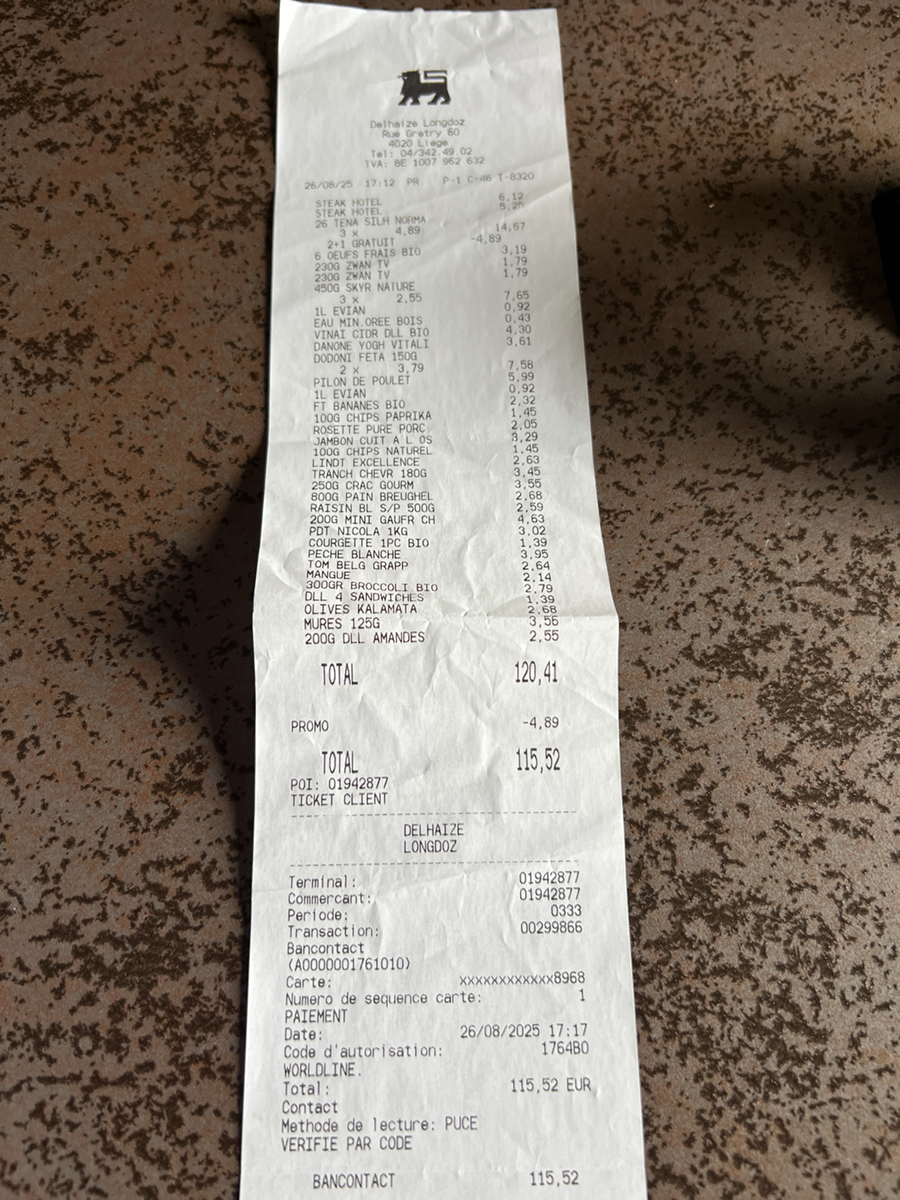 Delhaize Longdoz
Rue Gretry 60
4020 Liege
Tel: 04/342.49.02
TVA: BE 1007 962 632
26/08/25 17:12 PR P-1 C-46 T-8320
STEAK HOTEL 6,12
STEAK HOTEL 5,25
26 TENA SILH NORMA
3 x 4,89 14,67
2+1 GRATUIT -4,89
6 OEUFS FRAIS BIO 3,19
230G ZWAN TV 1,79
230G ZWAN TV 1,79
450G SKYR NATURE
3 x 2,55 7,65
1L EVIAN 0,92
EAU MIN.OREE BOIS 0,43
VINAI CIDR DLL BIO 4,30
DANONE YOGH VITALI 3,61
DODONI FETA 150G
2 x 3,79 7,58
PILON DE POULET 5,99
1L EVIAN 0,92
FT BANANES BIO 2,32
100G CHIPS PAPRIKA 1,45
ROSETTE PURE PORC 2,05
JAMBON CUIT A L OS 3,29
100G CHIPS NATUREL 1,45
LINDT EXCELLENCE 2,63
TRANCH CHEVR 180G 3,45
250G CRAC GOURM 3,55
800G PAIN BREUGHEL 2,68
RAISIN BL S/P 500G 2,59
200G MINI GAUFR CH 4,63
PDT NICOLA 1KG 3,02
COURGETTE 1PC BIO 1,39
PECHE BLANCHE 3,95
TOM BELG GRAPP 2,64
MANGUE 2,14
300GR BROCCOLI BIO 2,79
DLL 4 SANDWICHES 1,39
OLIVES KALAMATA 2,68
MURES 125G 3,56
200G DLL AMANDES 2,55
TOTAL 120,41
PROMO -4,89
TOTAL 115,52
POI: 01942877
TICKET CLIENT
DELHAIZE
LONGDOZ
Terminal: 01942877
Commercant: 01942877
Periode: 0333
Transaction: 00299866
Bancontact
(A0000001761010)
Carte: xxxxxxxxxxxx8968
Numero de sequence carte: 1
PAIEMENT
Date: 26/08/2025 17:17
Code d'autorisation: 1764B0
WORLDLINE.
Total: 115,52 EUR
Contact
Methode de lecture: PUCE
VERIFIE PAR CODE
BANCONTACT 115,52